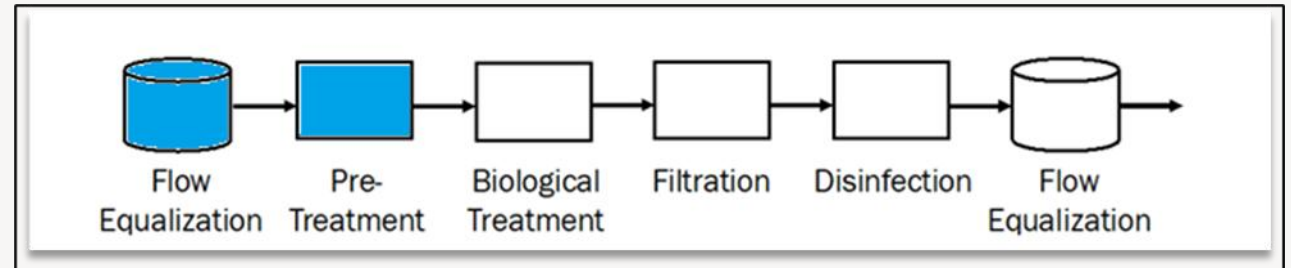 Flow
Equalization
Pre-
Treatment
Biological
Treatment
Filtration
Disinfection
Flow
Equalization